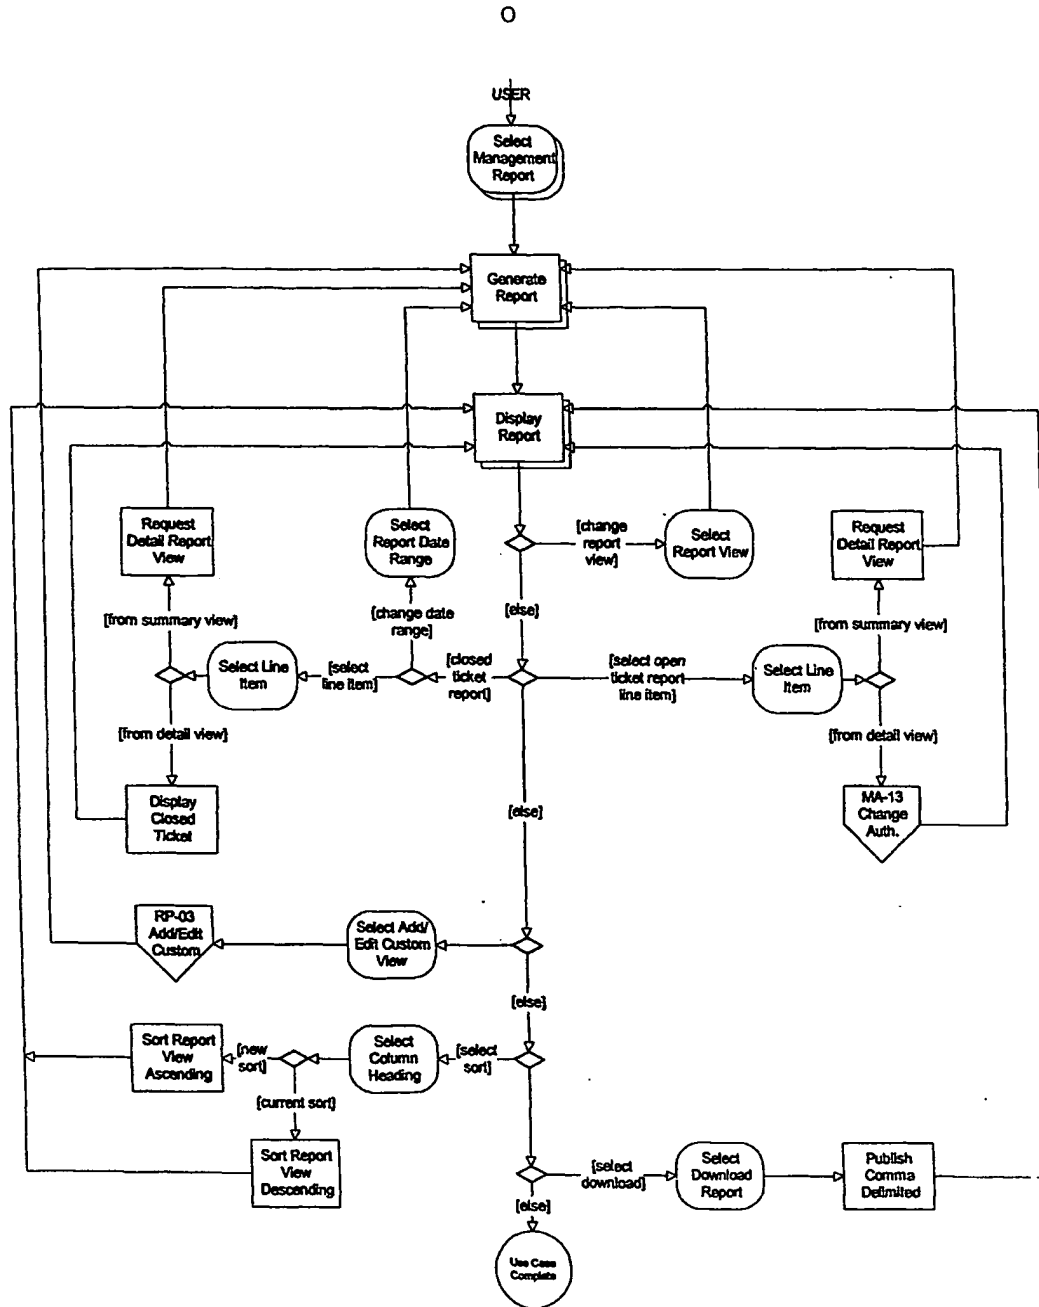 O
USER
Select
Management
Report
Generate
Report
Display
Report
Request
Detail Report
View
Select
Report Date
Range
[change
report
view]
Select
Report View
Request
Detail Report
View
[from summary view]
[change date
range]
[else]
[from summary view]
Select Line
Item
[select
line item]
[closed
ticket
report]
[select open
ticket report
line item]
Select Line
Item
[from detail view]
[from detail view]
Display
Closed
Ticket
[else]
MA-13
Change
Auth.
RP-03
Add/Edit
Custom
Select Add/
Edit Custom
View
[else]
Sort Report
View
Ascending
[new
sort]
Select
Column
Heading
[select
sort]
[current sort]
Sort Report
View
Descending
[select
download]
Select
Download
Report
Publish
Comma
Delimited
[else]
Use Case
Complete